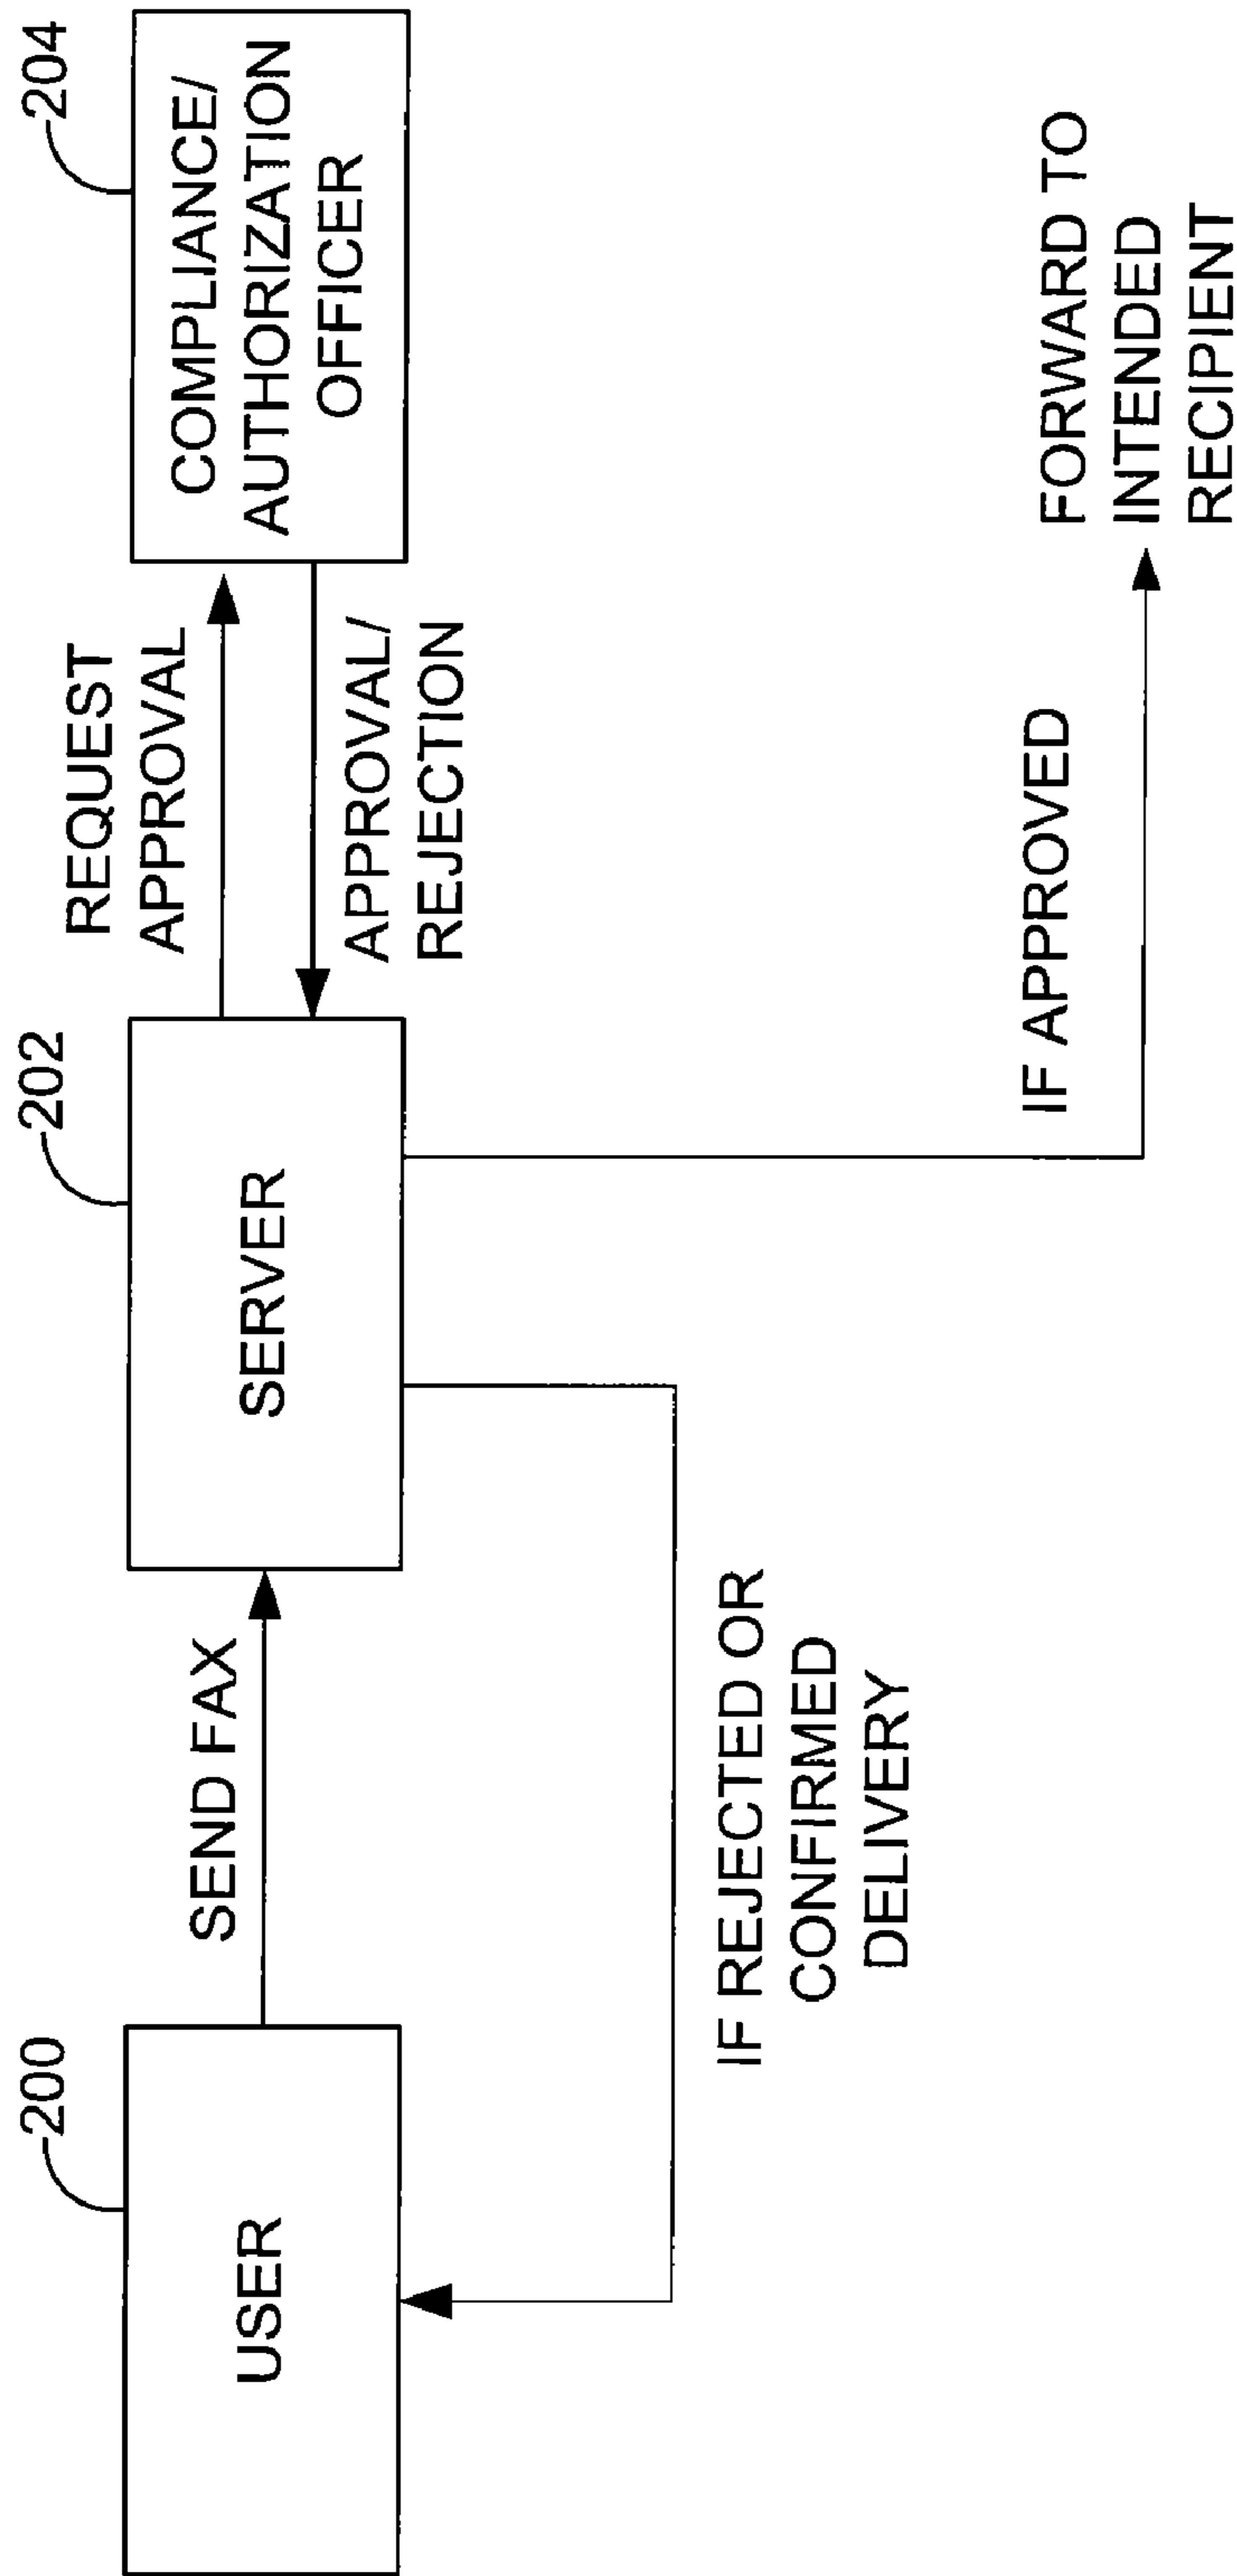 200
202
204
USER
SEND FAX
SERVER
REQUEST
APPROVAL
APPROVAL/
REJECTION
COMPLIANCE/
AUTHORIZATION
OFFICER
IF REJECTED OR
CONFIRMED
DELIVERY
IF APPROVED
FORWARD TO
INTENDED
RECIPIENT